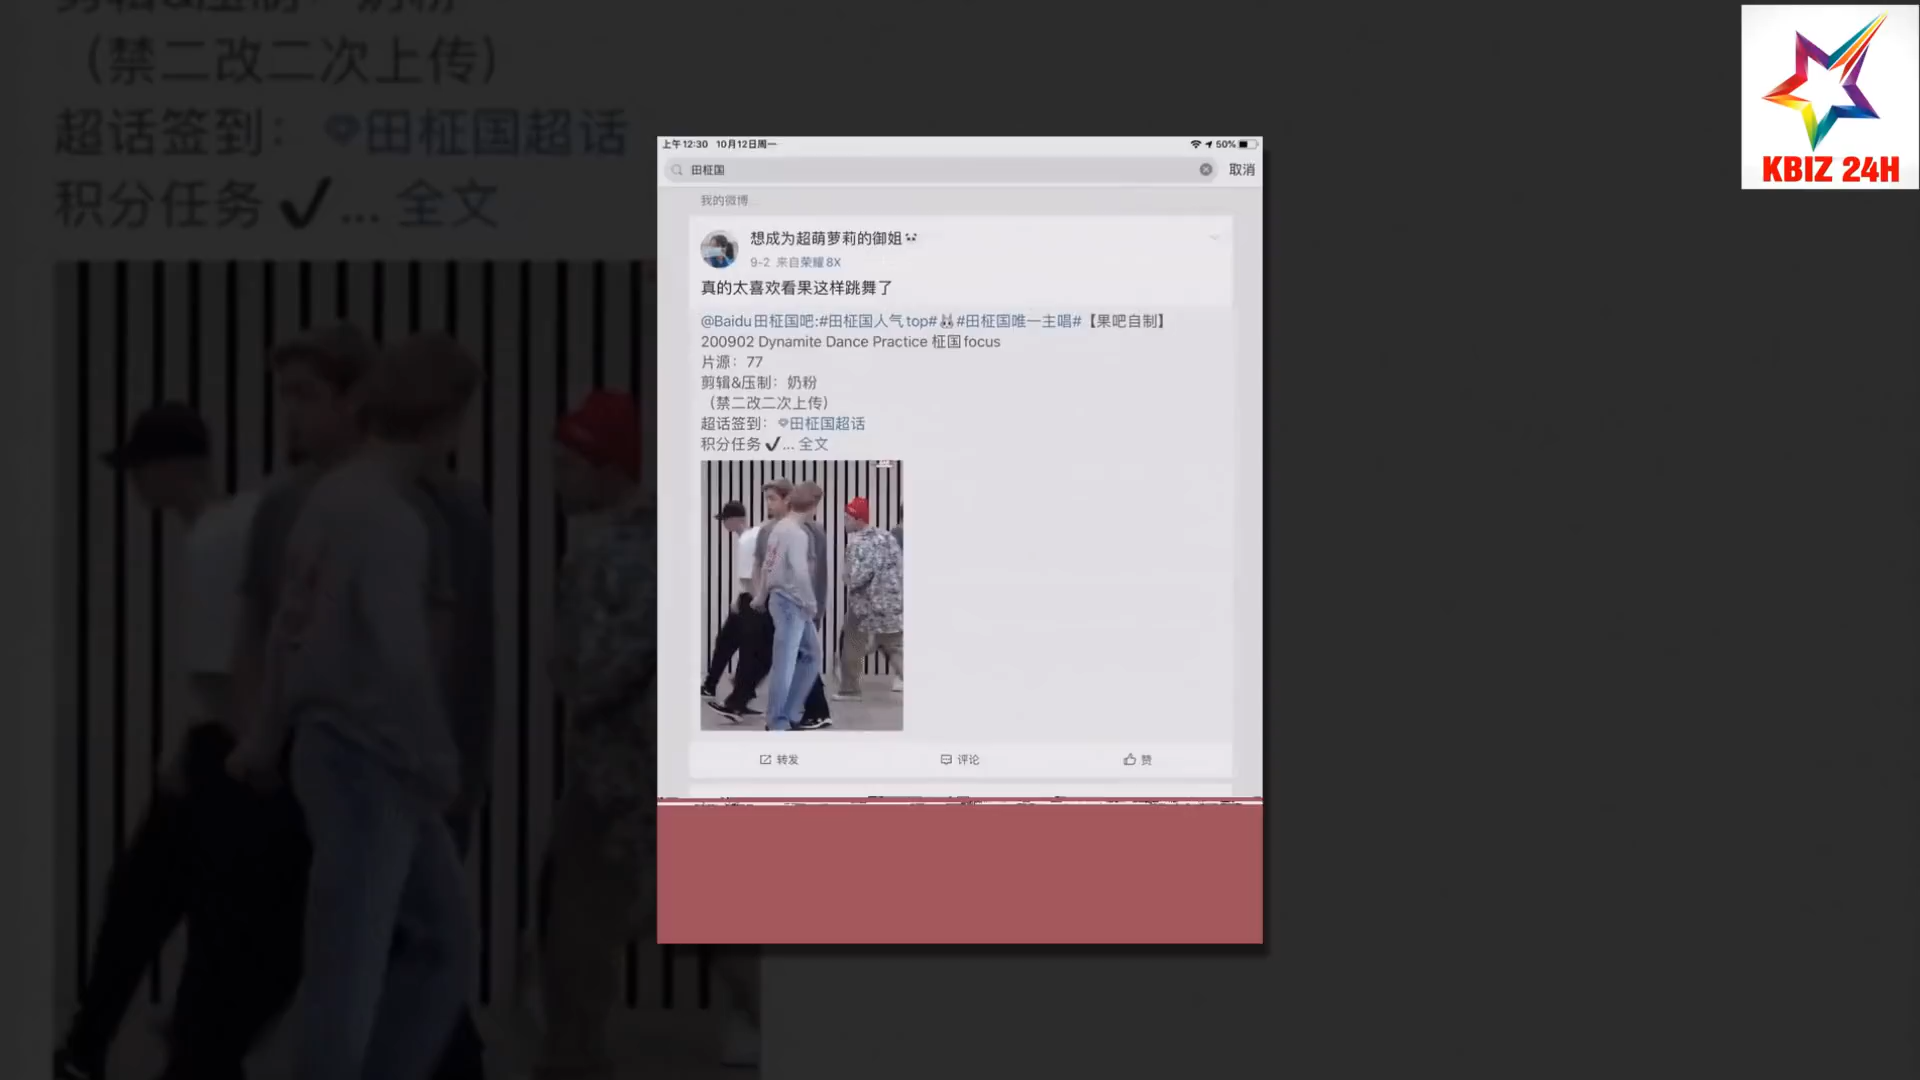 （禁二改二次上传）
超话签到：田柾国超话
积分任务 ✔... 全文
KBIZ 24H
上午12:30 10月12日周一
50%
田柾国
取消
我的微博
想成为超萌萝莉的御姐
9-2 来自荣耀8X
真的太喜欢看果这样跳舞了
@Baidu田柾国吧:#田柾国人气top#🐰#田柾国唯一主唱#【果吧自制】
200902 Dynamite Dance Practice 柾国focus
片源：77
剪辑&压制：奶粉
（禁二改二次上传）
超话签到：田柾国超话
积分任务 ✔... 全文
转发
评论
赞